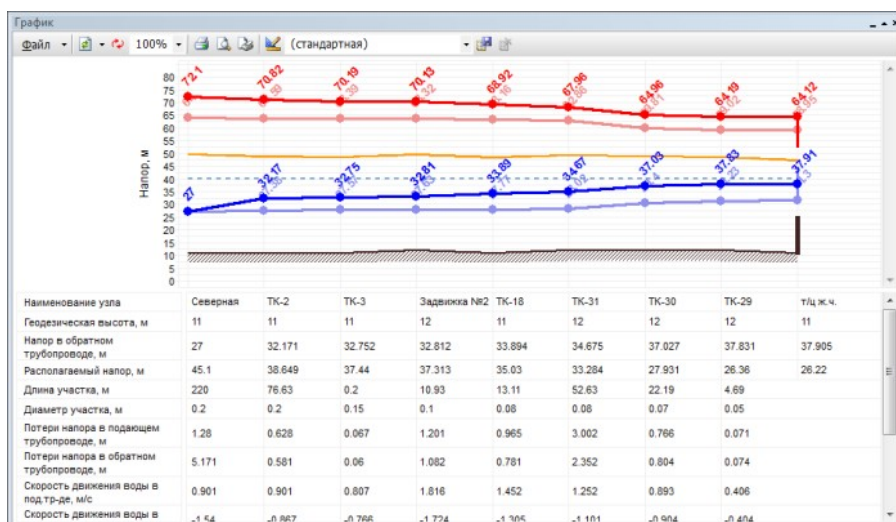 График
Файл 100% (стандартная)
80
75
70
65
60
55
50
45
40
35
30
25
20
15
10
5
0
Напор, м
72.1 70.82 70.19 70.13 68.92 67.96 64.96 64.19 64.12
27 32.17 32.75 32.81 33.89 34.67 37.03 37.83 37.91
Наименование узла Северная ТК-2 ТК-3 Задвижка №2 ТК-18 ТК-31 ТК-30 ТК-29 т/ц ж.ч.
Геодезическая высота, м 11 11 11 12 11 12 12 12 11
Напор в обратном
трубопроводе, м 27 32.171 32.752 32.812 33.894 34.675 37.027 37.831 37.905
Располагаемый напор, м 45.1 38.649 37.44 37.313 35.03 33.284 27.931 26.36 26.22
Длина участка, м 220 76.63 0.2 10.93 13.11 52.63 22.19 4.69
Диаметр участка, м 0.2 0.2 0.15 0.1 0.08 0.08 0.07 0.05
Потери напора в подающем
трубопроводе, м 1.28 0.628 0.067 1.201 0.965 3.002 0.766 0.071
Потери напора в обратном
трубопроводе, м 5.171 0.581 0.06 1.082 0.781 2.352 0.804 0.074
Скорость движения воды в
под.тр-де, м/с 0.901 0.901 0.807 1.816 1.452 1.252 0.893 0.406
Скорость движения воды в -1.54 -0.867 -0.766 -1.724 -1.305 -1.101 -0.904 -0.404